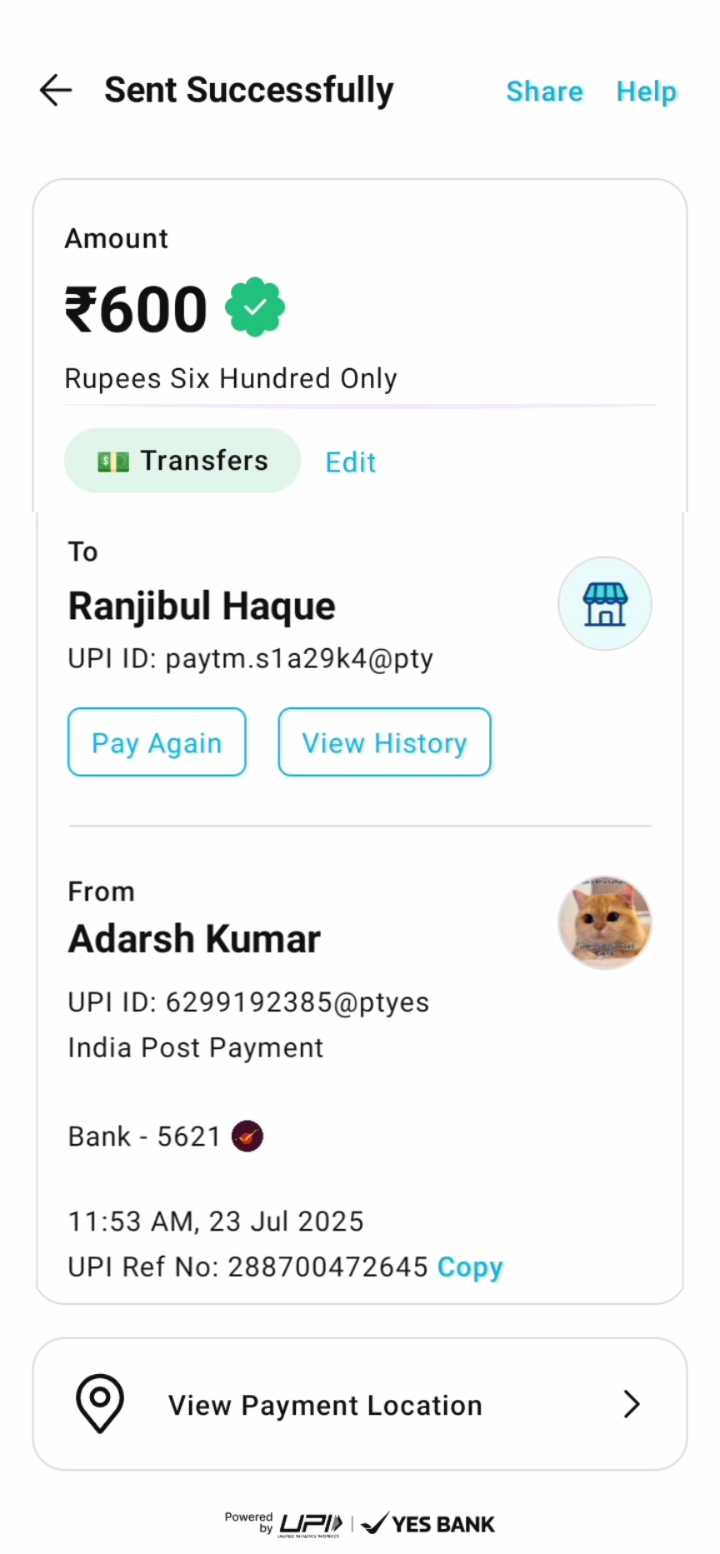 Sent Successfully Share Help
Amount
₹600
Rupees Six Hundred Only
Transfers Edit
To
Ranjibul Haque
UPI ID: paytm.s1a29k4@pty
Pay Again View History
From
Adarsh Kumar
UPI ID: 6299192385@ptyes
India Post Payment
Bank - 5621
11:53 AM, 23 Jul 2025
UPI Ref No: 288700472645 Copy
View Payment Location
Powered by UPI | YES BANK